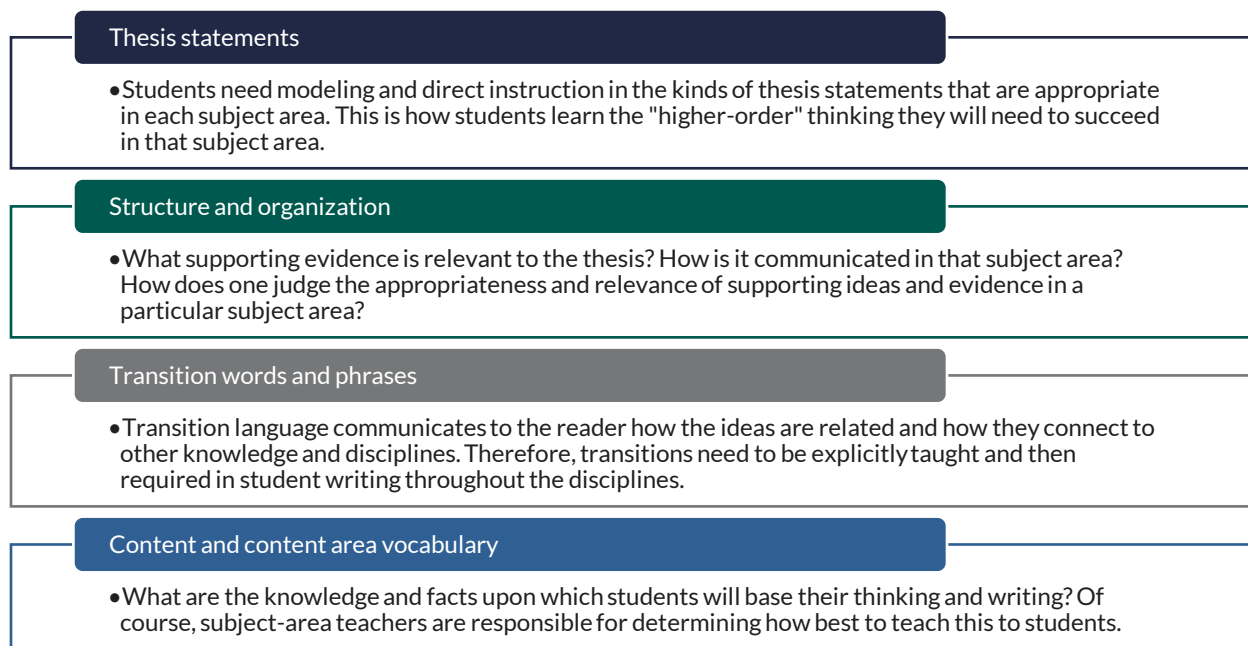 Thesis statements
•Students need modeling and direct instruction in the kinds of thesis statements that are appropriate
in each subject area. This is how students learn the "higher-order" thinking they will need to succeed
in that subject area.
Structure and organization
•What supporting evidence is relevant to the thesis? How is it communicated in that subject area?
How does one judge the appropriateness and relevance of supporting ideas and evidence in a
particular subject area?
Transition words and phrases
•Transition language communicates to the reader how the ideas are related and how they connect to
other knowledge and disciplines. Therefore, transitions need to be explicitly taught and then
required in student writing throughout the disciplines.
Content and content area vocabulary
•What are the knowledge and facts upon which students will base their thinking and writing? Of
course, subject-area teachers are responsible for determining how best to teach this to students.